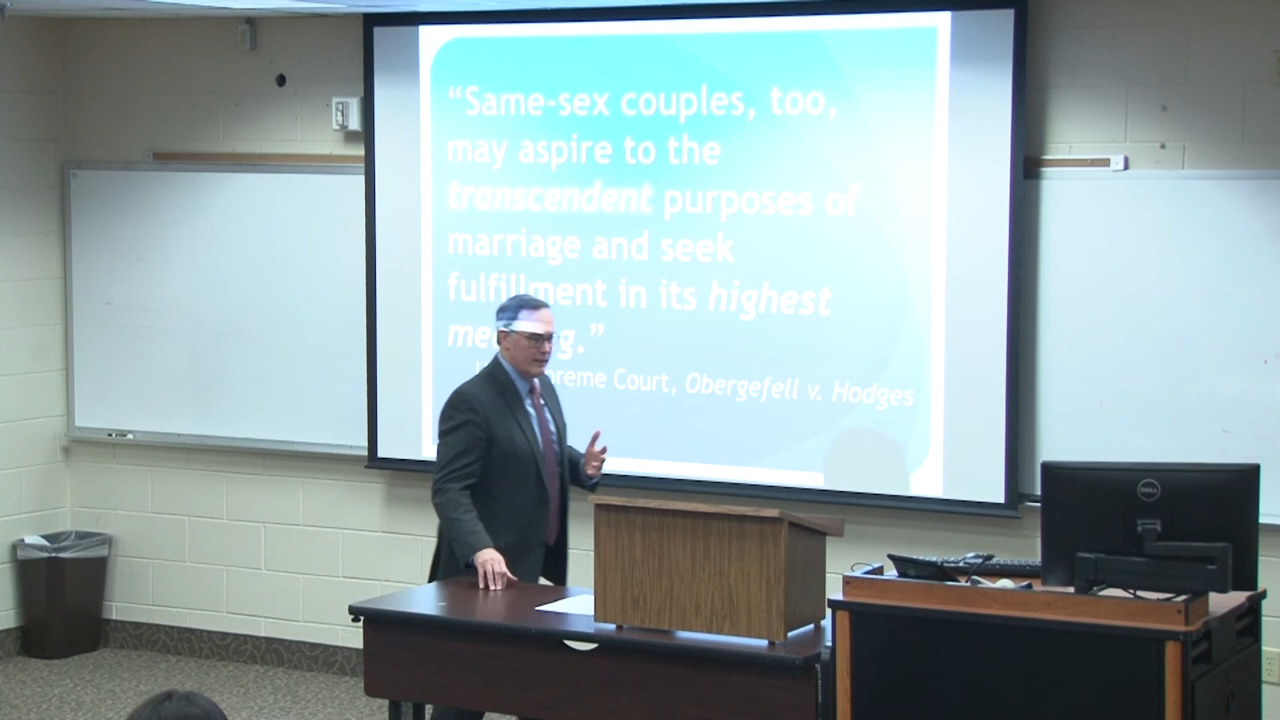 “Same-sex couples, too,
may aspire to the
transcendent purposes of
marriage and seek
fulfillment in its highest
g.”
reme Court, Obergefell v. Hodges
DELL